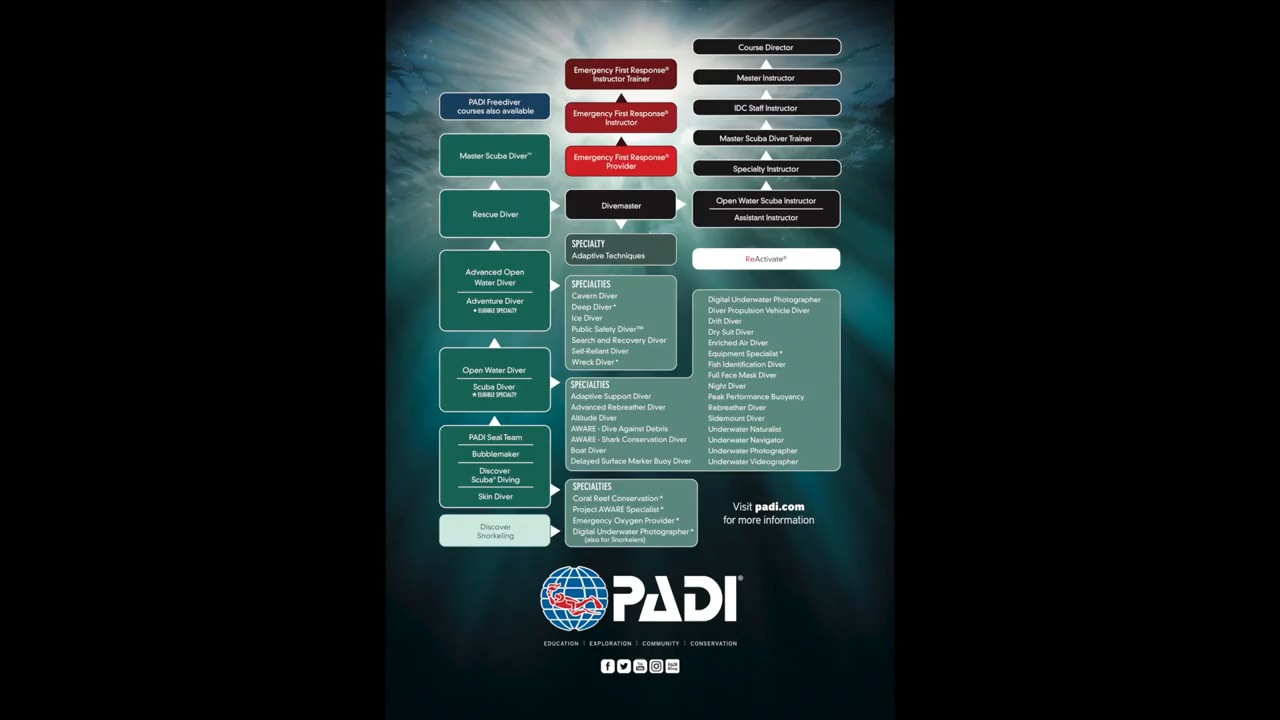 PADI Freediver
courses also available
Master Scuba Diver™
Rescue Diver
Advanced Open
Water Diver
Adventure Diver
★ ELIGIBLE SPECIALTY
Open Water Diver
Scuba Diver
★ ELIGIBLE SPECIALTY
PADI Seal Team
Bubblemaker
Discover
Scuba® Diving
Skin Diver
Discover
Snorkeling
Emergency First Response®
Instructor Trainer
Emergency First Response®
Instructor
Emergency First Response®
Provider
Divemaster
SPECIALTY
Adaptive Techniques
SPECIALTIES
Cavern Diver
Deep Diver★
Ice Diver
Public Safety Diver™
Search and Recovery Diver
Self-Reliant Diver
Wreck Diver★
SPECIALTIES
Adaptive Support Diver
Advanced Rebreather Diver
Altitude Diver
AWARE - Dive Against Debris
AWARE - Shark Conservation Diver
Boat Diver
Delayed Surface Marker Buoy Diver
Digital Underwater Photographer
Diver Propulsion Vehicle Diver
Drift Diver
Dry Suit Diver
Enriched Air Diver
Equipment Specialist★
Fish Identification Diver
Full Face Mask Diver
Night Diver
Peak Performance Buoyancy
Rebreather Diver
Sidemount Diver
Underwater Naturalist
Underwater Navigator
Underwater Photographer
Underwater Videographer
SPECIALTIES
Coral Reef Conservation★
Project AWARE Specialist★
Emergency Oxygen Provider★
Digital Underwater Photographer★
(also for Snorkelers)
Course Director
Master Instructor
IDC Staff Instructor
Master Scuba Diver Trainer
Specialty Instructor
Open Water Scuba Instructor
Assistant Instructor
ReActivate®
Visit padi.com
for more information
PADI®
EDUCATION | EXPLORATION | COMMUNITY | CONSERVATION
You Tube
PADI Blog